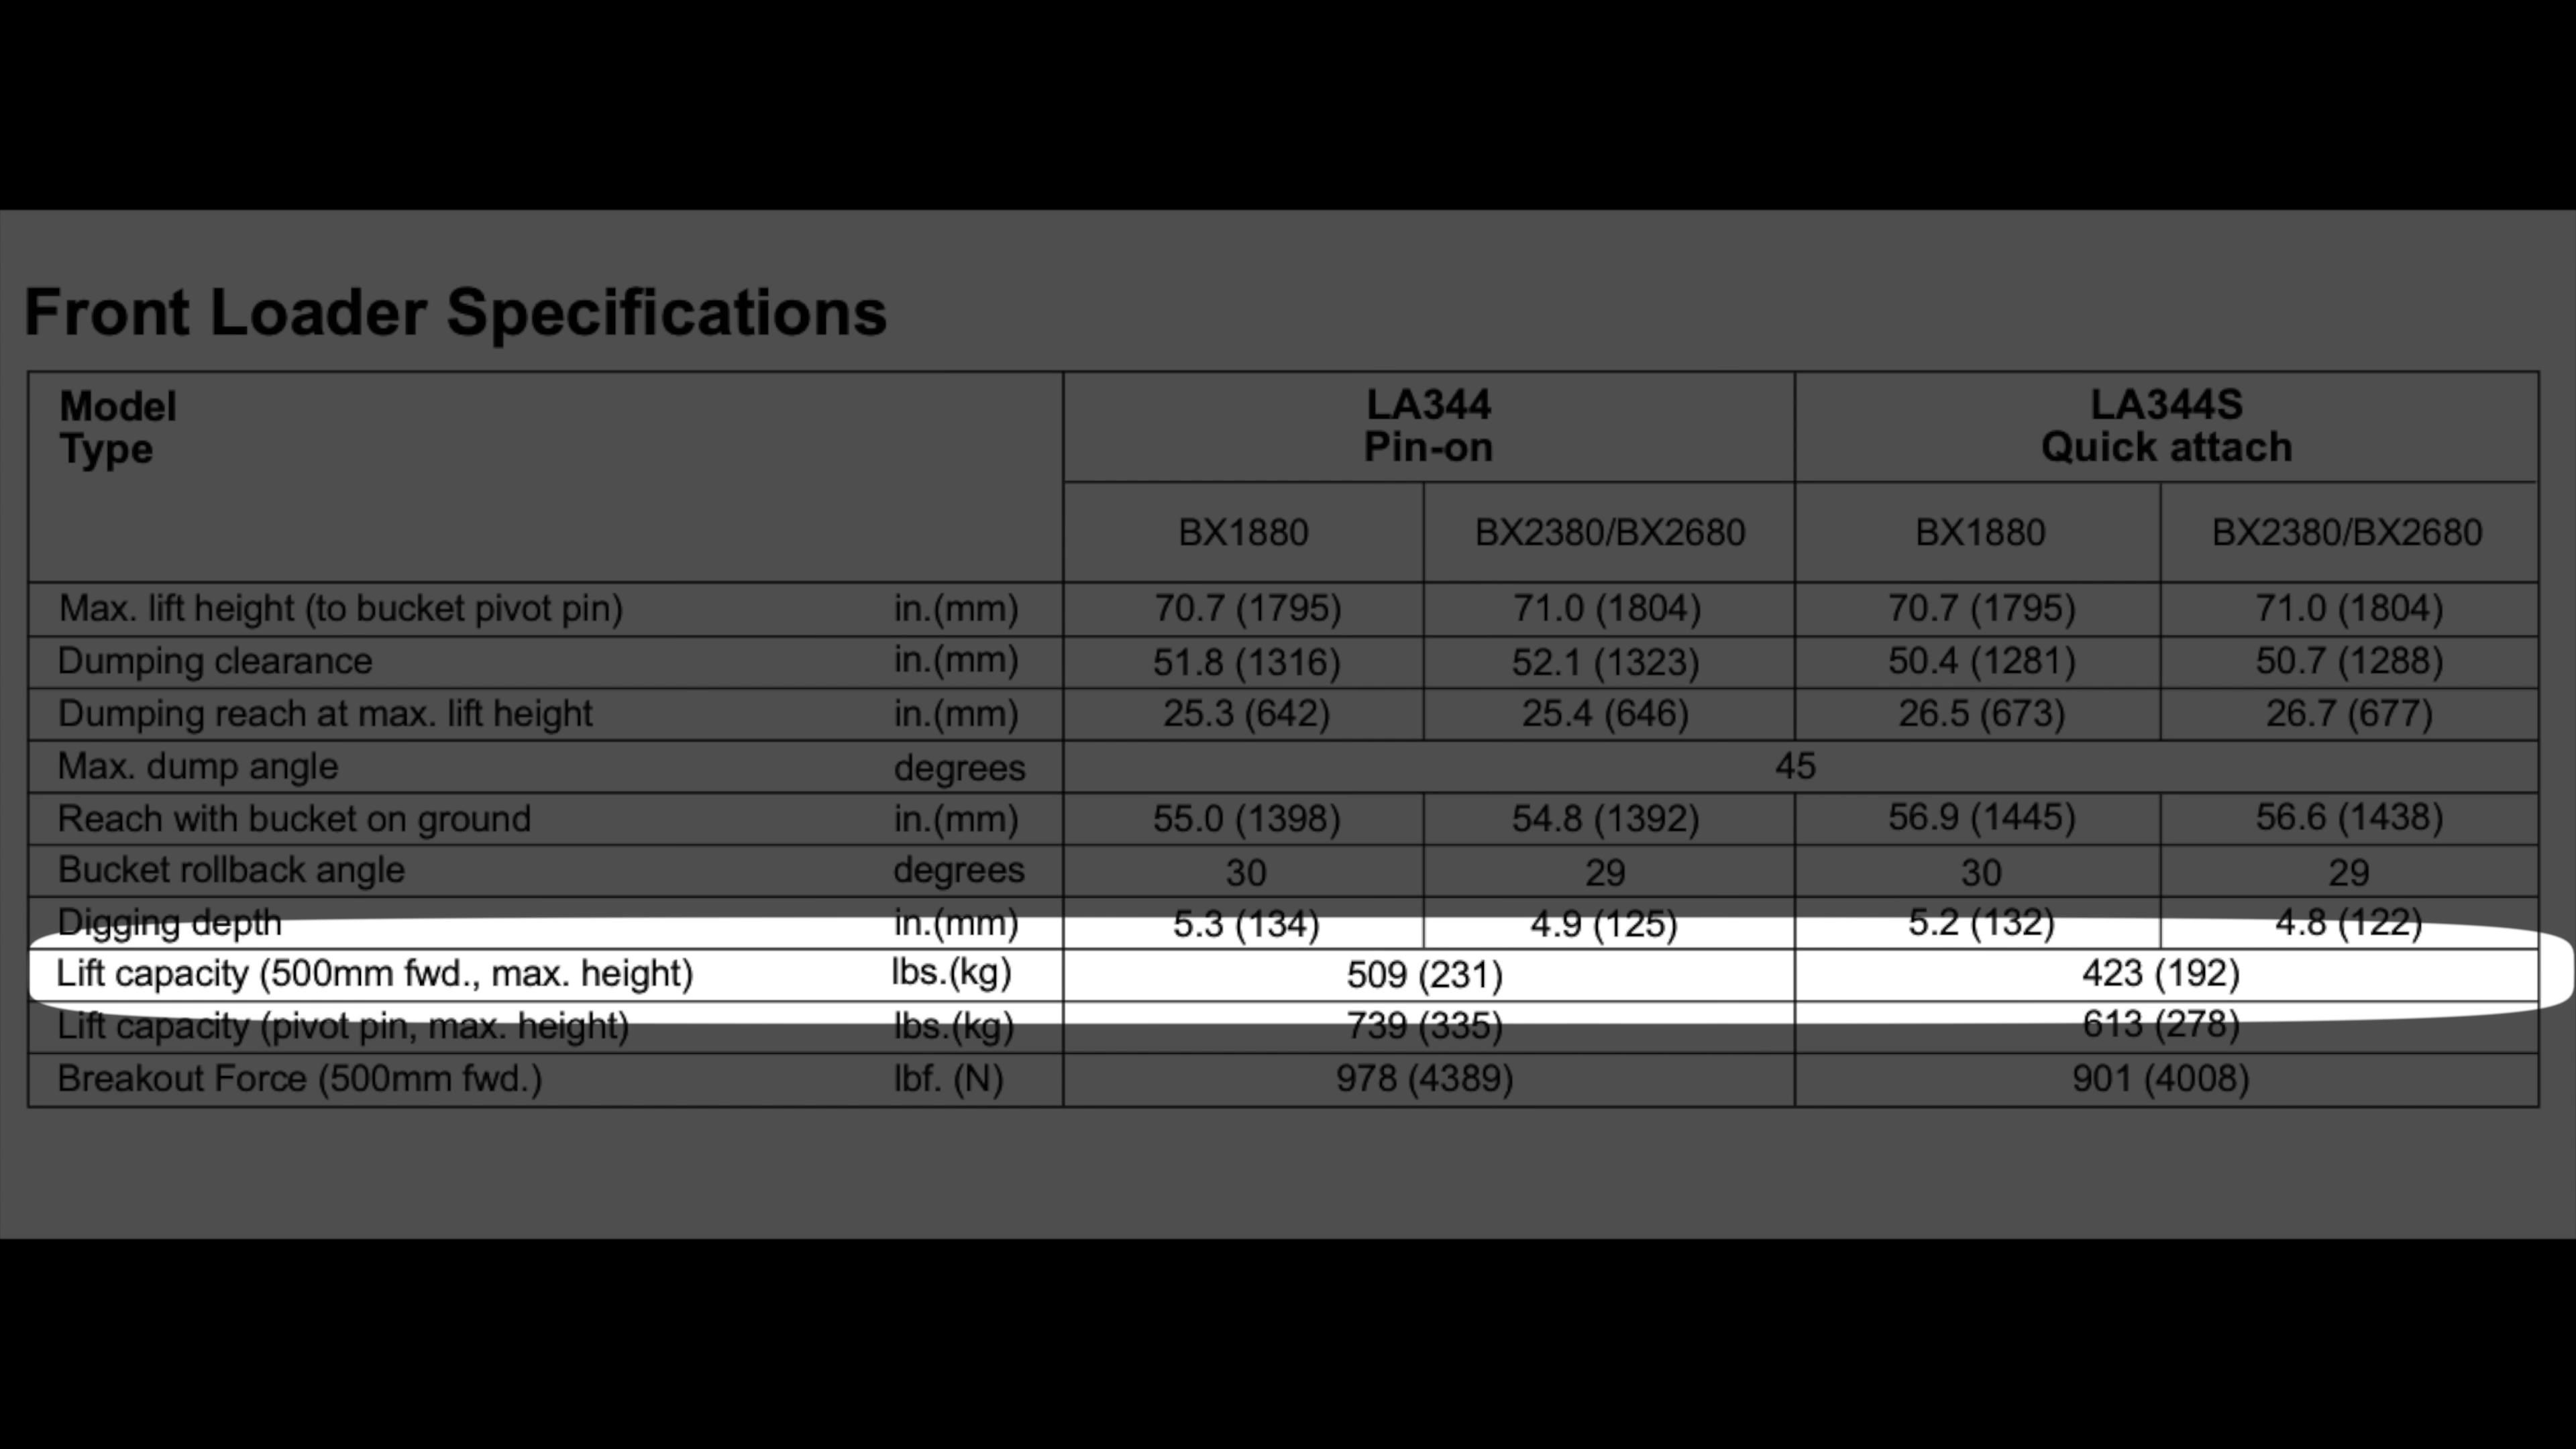 Front Loader Specifications
Model Type LA344 Pin-on LA344S Quick attach
BX1880 BX2380/BX2680 BX1880 BX2380/BX2680
Max. lift height (to bucket pivot pin) in.(mm) 70.7 (1795) 71.0 (1804) 70.7 (1795) 71.0 (1804)
Dumping clearance in.(mm) 51.8 (1316) 52.1 (1323) 50.4 (1281) 50.7 (1288)
Dumping reach at max. lift height in.(mm) 25.3 (642) 25.4 (646) 26.5 (673) 26.7 (677)
Max. dump angle degrees 45
Reach with bucket on ground in.(mm) 55.0 (1398) 54.8 (1392) 56.9 (1445) 56.6 (1438)
Bucket rollback angle degrees 30 29 30 29
Digging depth in.(mm) 5.3 (134) 4.9 (125) 5.2 (132) 4.8 (122)
Lift capacity (500mm fwd., max. height) lbs.(kg) 509 (231) 423 (192)
Lift capacity (pivot pin, max. height) lbs.(kg) 739 (335) 613 (278)
Breakout Force (500mm fwd.) lbf. (N) 978 (4389) 901 (4008)